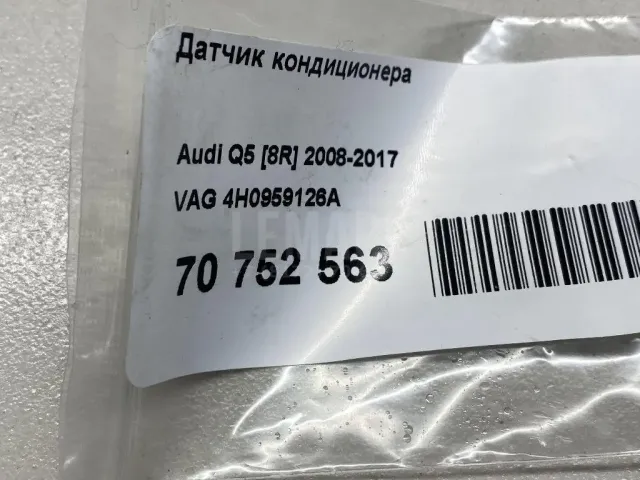 Датчик кондиционера
Audi Q5 [8R] 2008-2017
VAG 4H0959126A
70 752 563